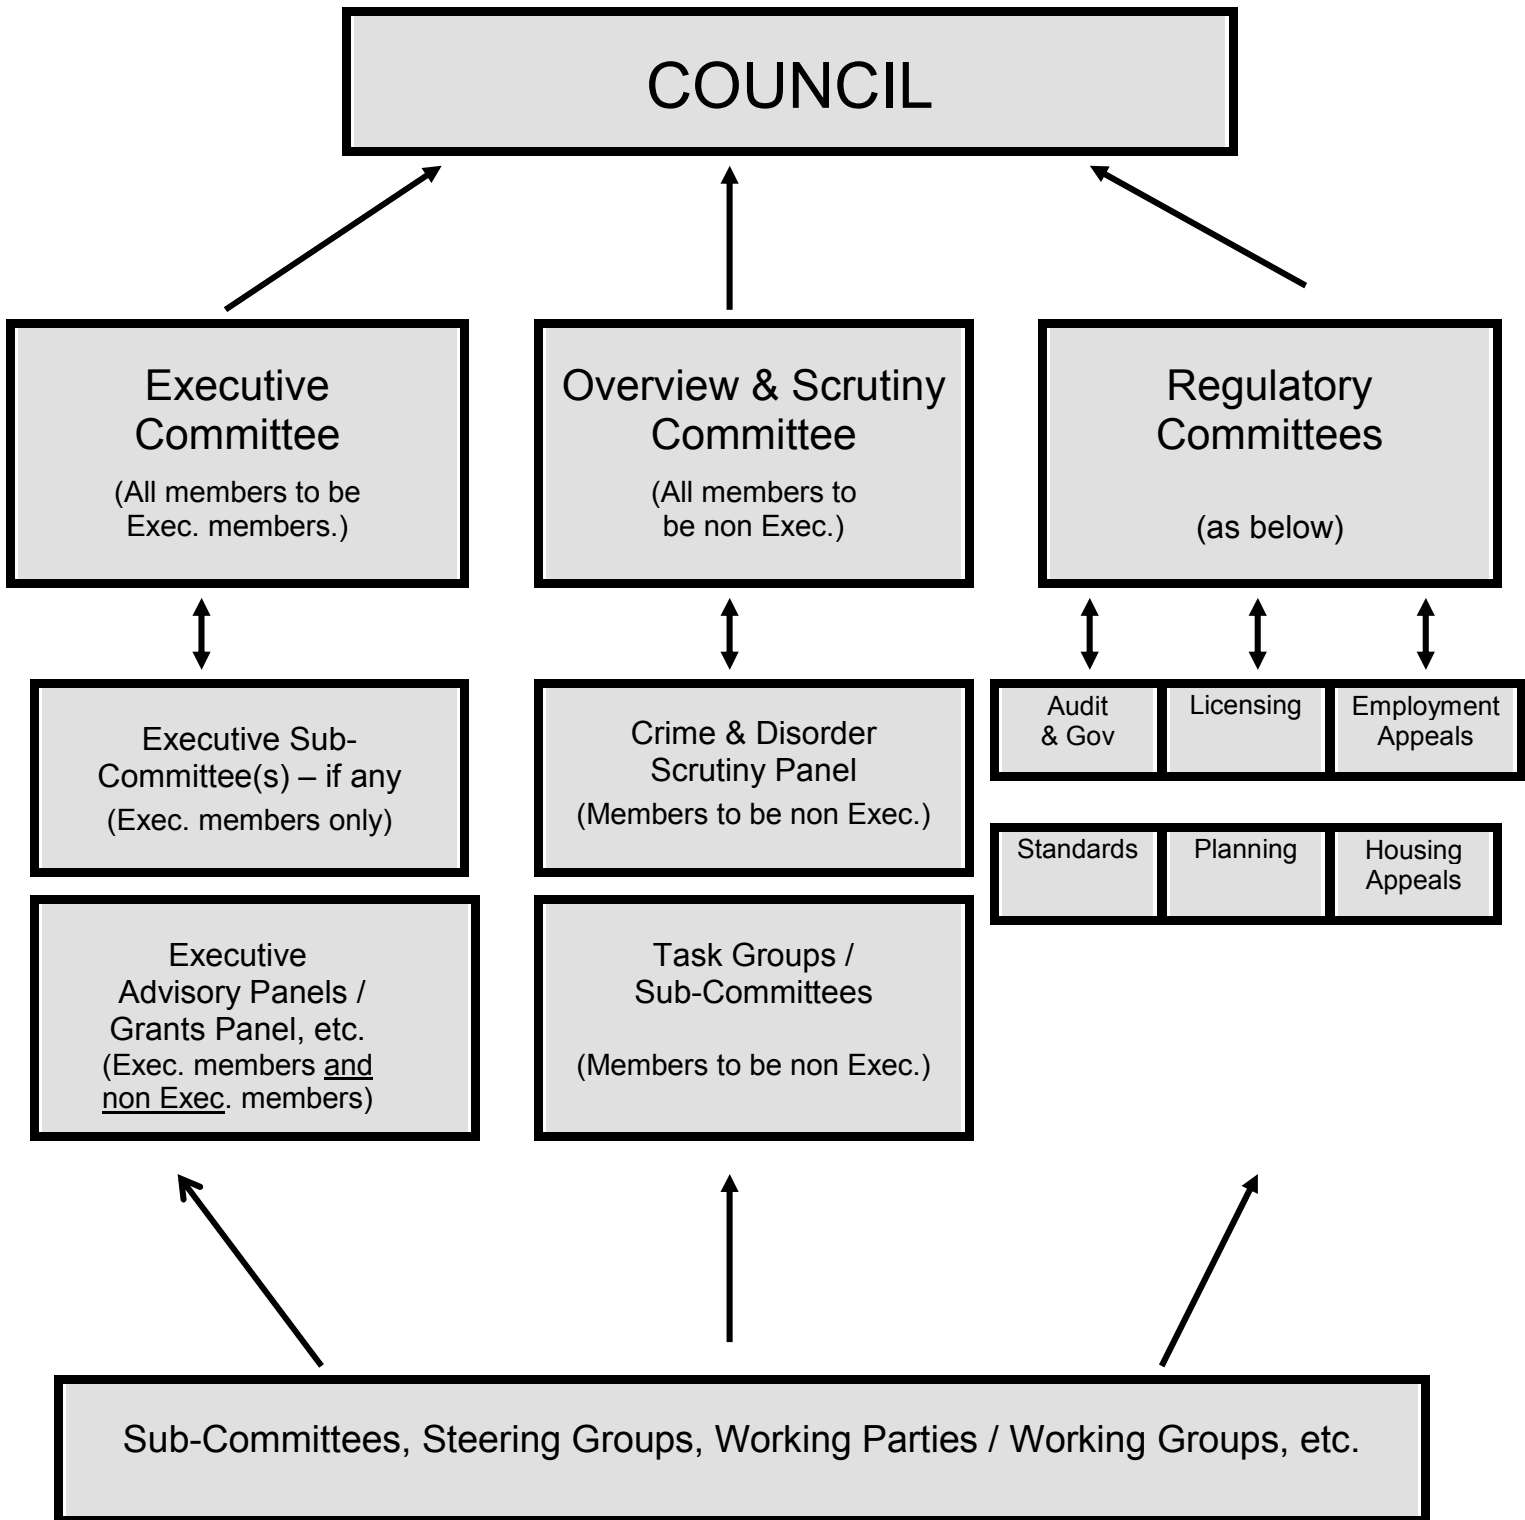 COUNCIL
Executive
Committee
(All members to be
Exec. members.)
Overview & Scrutiny
Committee
(All members to
be non Exec.)
Regulatory
Committees
(as below)
Executive Sub-
Committee(s) – if any
(Exec. members only)
Crime & Disorder
Scrutiny Panel
(Members to be non Exec.)
Audit
& Gov
Licensing
Employment
Appeals
Standards
Planning
Housing
Appeals
Executive
Advisory Panels /
Grants Panel, etc.
(Exec. members and
non Exec. members)
Task Groups /
Sub-Committees
(Members to be non Exec.)
Sub-Committees, Steering Groups, Working Parties / Working Groups, etc.